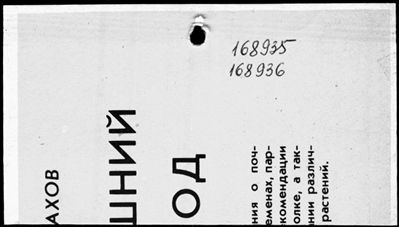 168935
168936
АХОВ
ШНИЙ
ОД
ния о поч-
еменах, пар-
комендации
олке, а так-
нии различ-
растений.